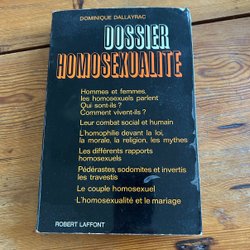 DOMINIQUE DALLAYRAC
DOSSIER
HOMOSEXUALITE
Hommes et femmes,
les homosexuels parlent
Qui sont-ils ?
Comment vivent-ils ?
Leur combat social et humain
L'homophilie devant la loi,
la morale, la religion, les mythes
Les différents rapports
homosexuels
Pédérastes, sodomites et invertis
les travestis
Le couple homosexuel
L'homosexualité et le mariage
ROBERT LAFFONT